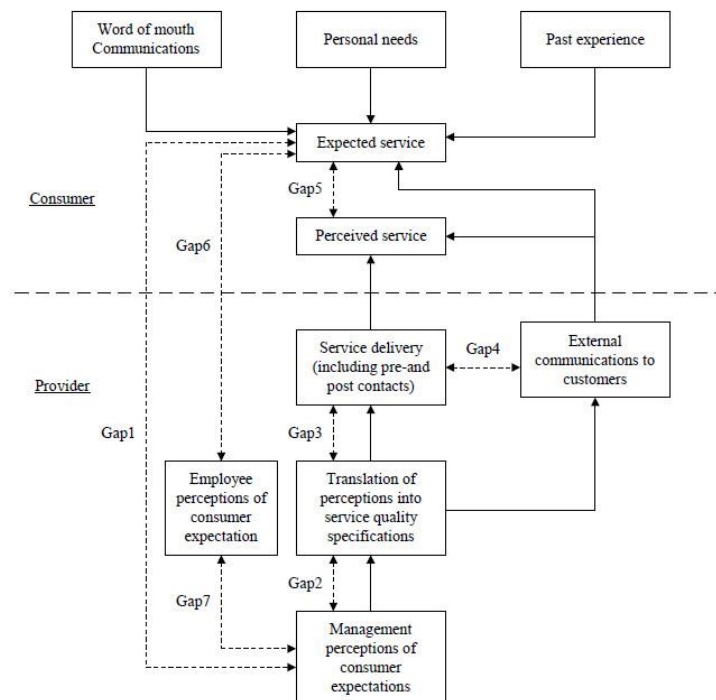 Word of mouth
Communications
Personal needs
Past experience
Expected service
Consumer
Gap5
Gap6
Perceived service
Service delivery
(including pre-and
post contacts)
Gap4
External
communications to
customers
Provider
Gap1
Gap3
Employee
perceptions of
consumer
expectation
Translation of
perceptions into
service quality
specifications
Gap2
Gap7
Management
perceptions of
consumer
expectations